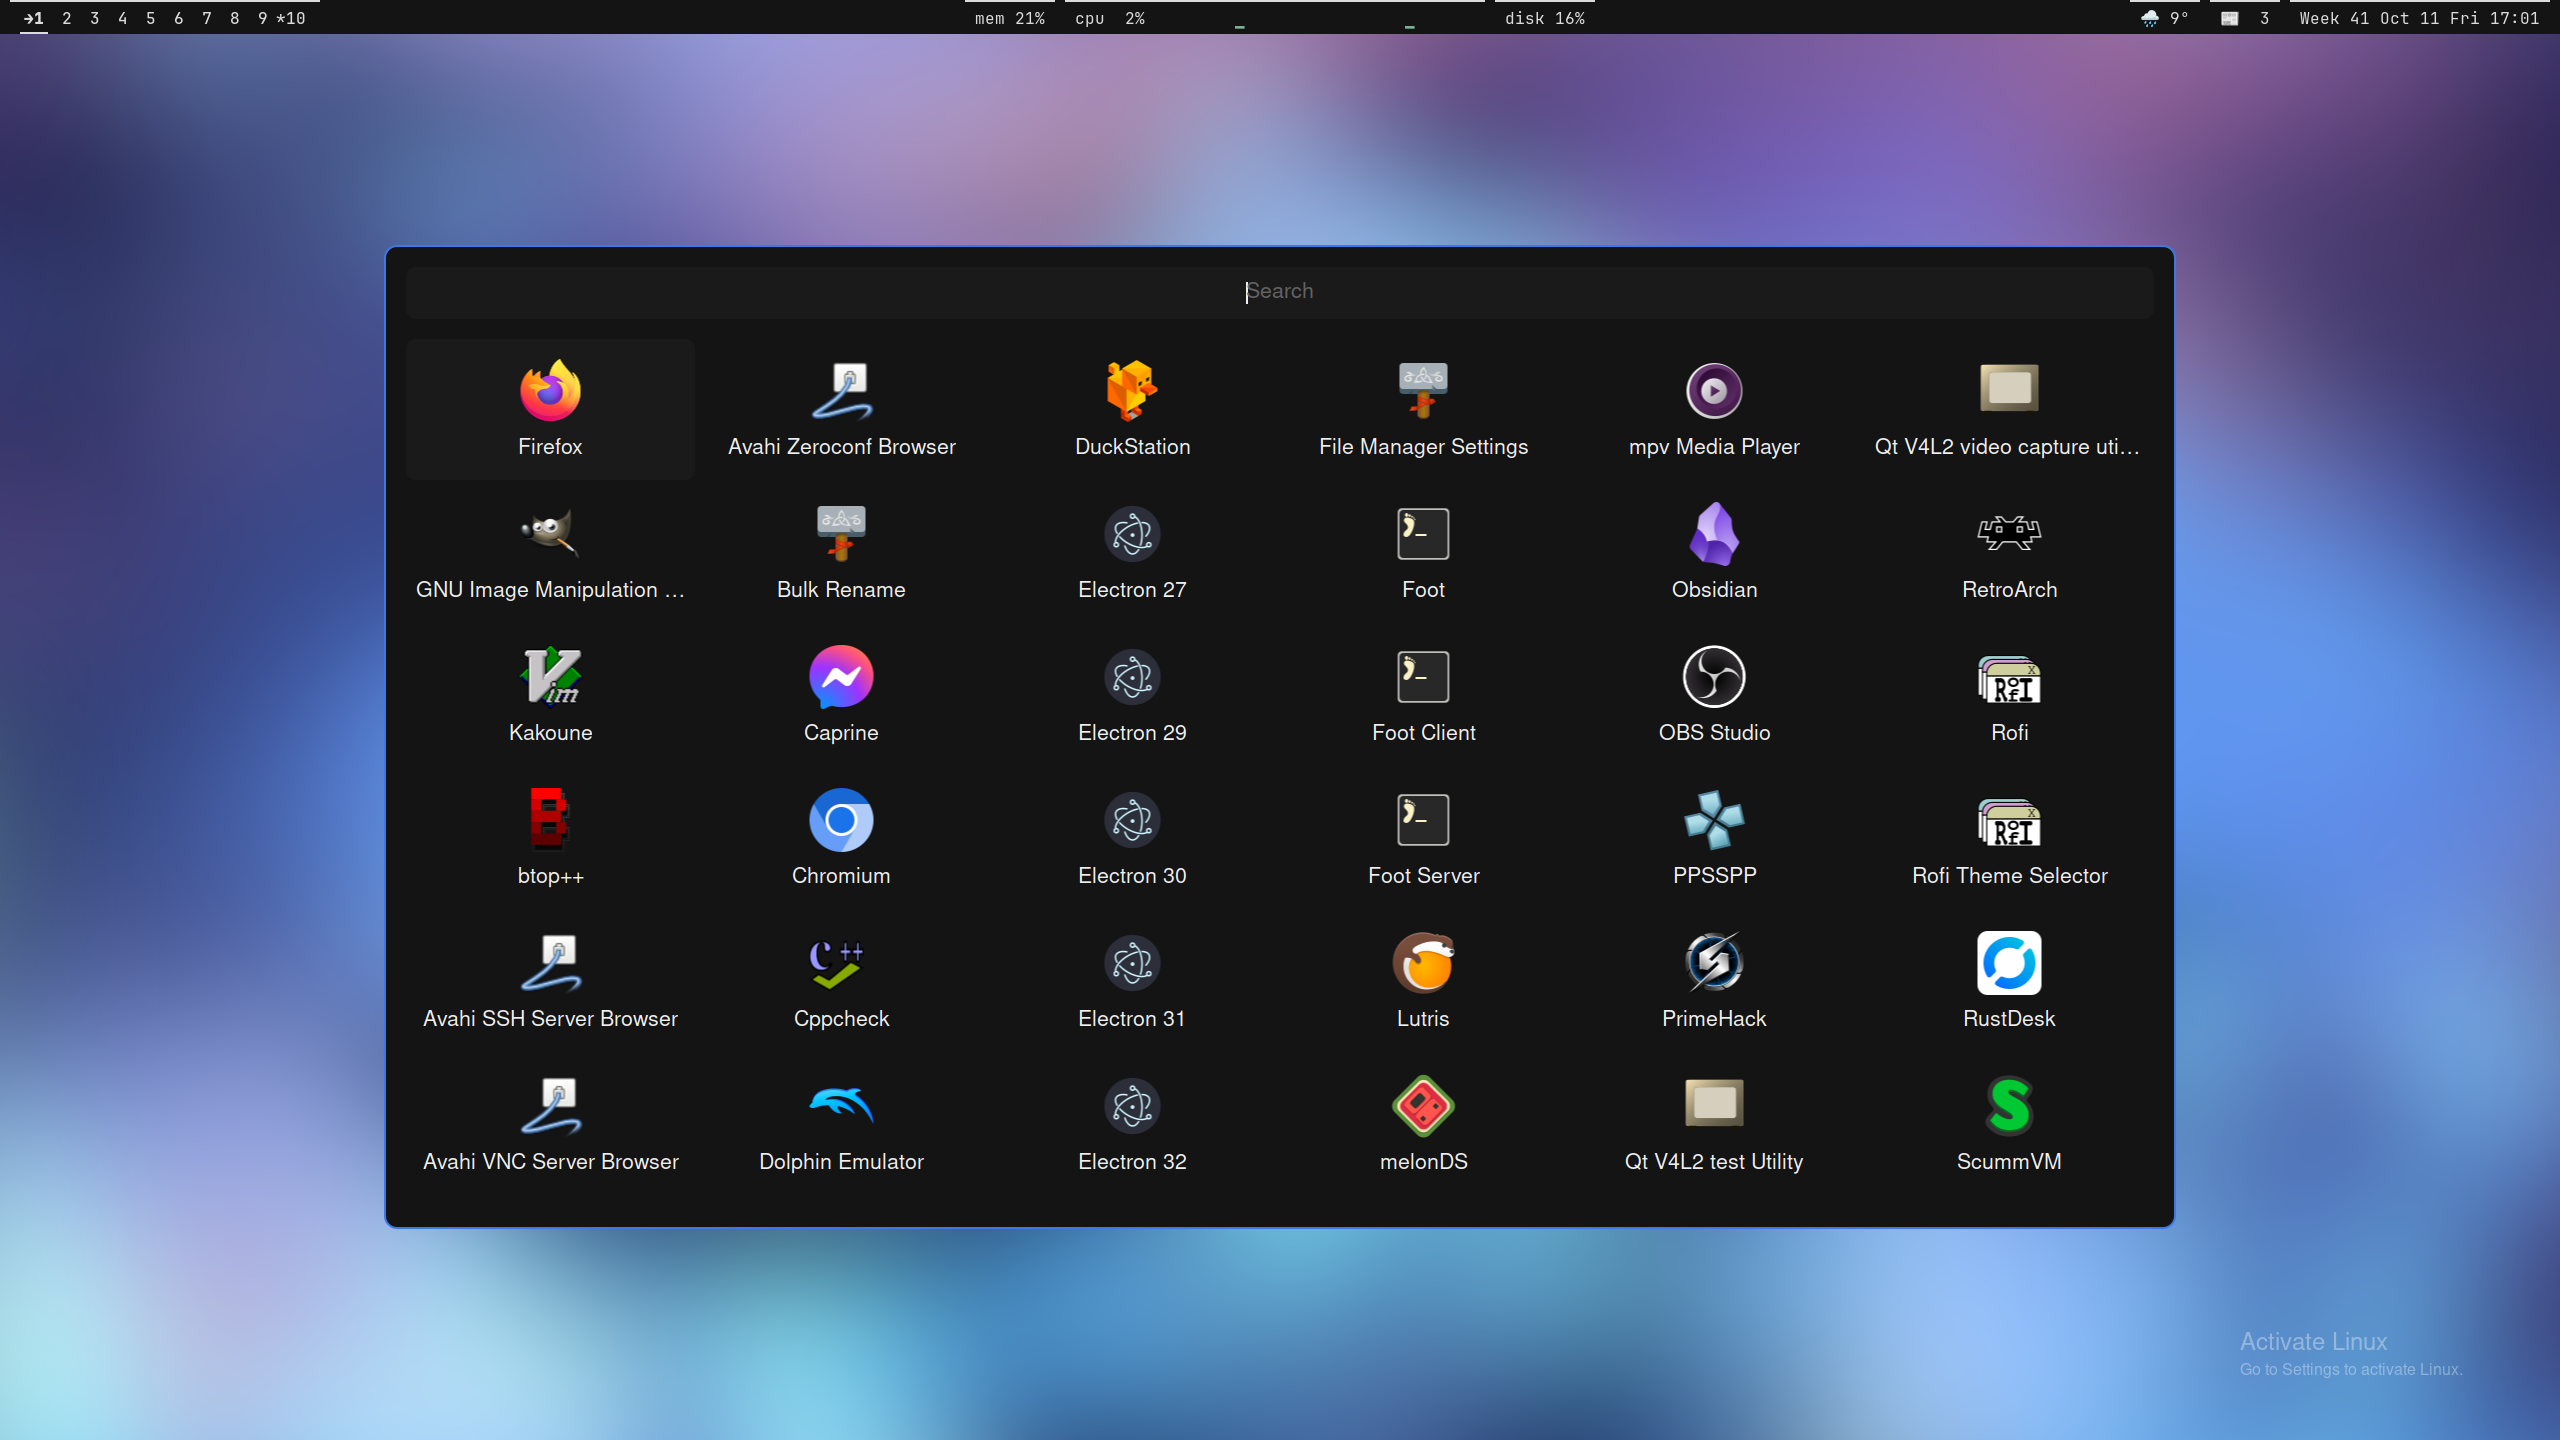 →1 2 3 4 5 6 7 8 9 *10 mem 21% cpu 2% disk 16% 9° 3 Week 41 Oct 11 Fri 17:01
Search
Firefox Avahi Zeroconf Browser DuckStation File Manager Settings mpv Media Player Qt V4L2 video capture uti…
GNU Image Manipulation … Bulk Rename Electron 27 Foot Obsidian RetroArch
Kakoune Caprine Electron 29 Foot Client OBS Studio Rofi
btop++ Chromium Electron 30 Foot Server PPSSPP Rofi Theme Selector
Avahi SSH Server Browser Cppcheck Electron 31 Lutris PrimeHack RustDesk
Avahi VNC Server Browser Dolphin Emulator Electron 32 melonDS Qt V4L2 test Utility ScummVM
Activate Linux
Go to Settings to activate Linux.